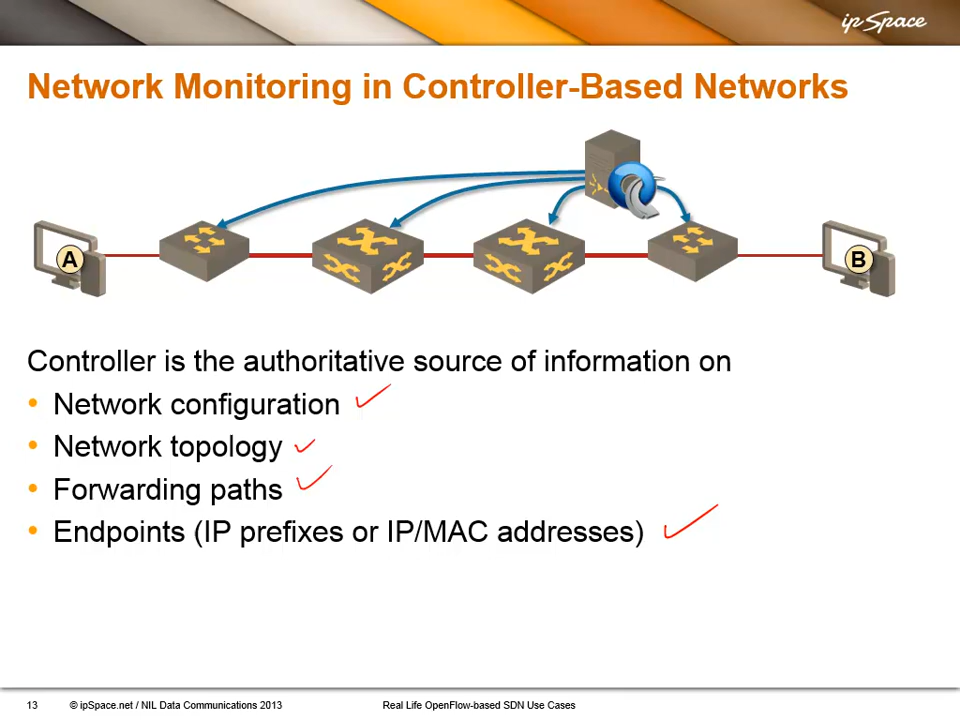 ipSpace
Network Monitoring in Controller-Based Networks
A
B
Controller is the authoritative source of information on
• Network configuration
• Network topology
• Forwarding paths
• Endpoints (IP prefixes or IP/MAC addresses)
13 © ipSpace.net / NIL Data Communications 2013 Real Life OpenFlow-based SDN Use Cases